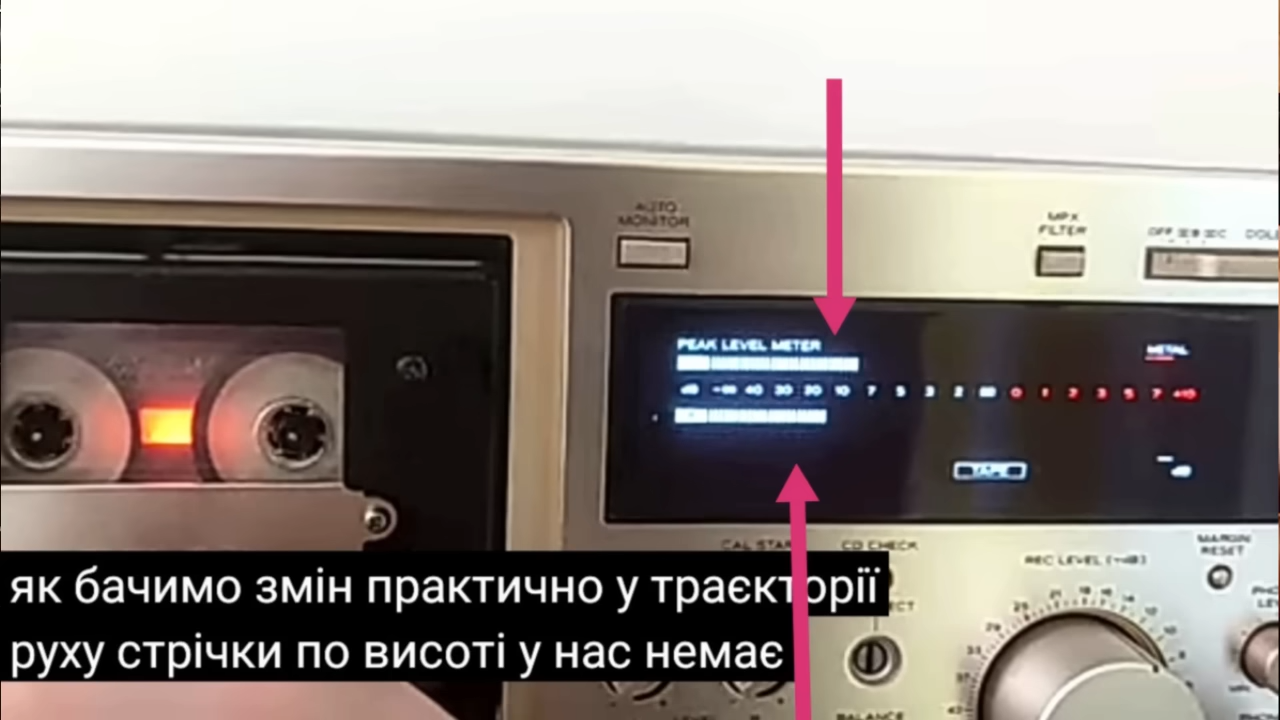 AUTO
MONITOR
MPX
FILTER
OFF
PEAK LEVEL METER
METAL
dB -∞ 40 30 20 10 7 5 3 2 0 1 2 3 5 7 +10
TAPE
dB
CAL START
CD CHECK
REC LEVEL
MARGIN
RESET
як бачимо змін практично у траєкторії
руху стрічки по висоті у нас немає
BALANCE